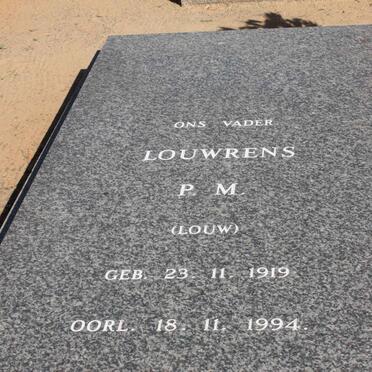 ONS VADER
LOUWRENS
P. M.
(LOUW)
GEB. 23. 11. 1919.
OORL. 18. 11. 1994.